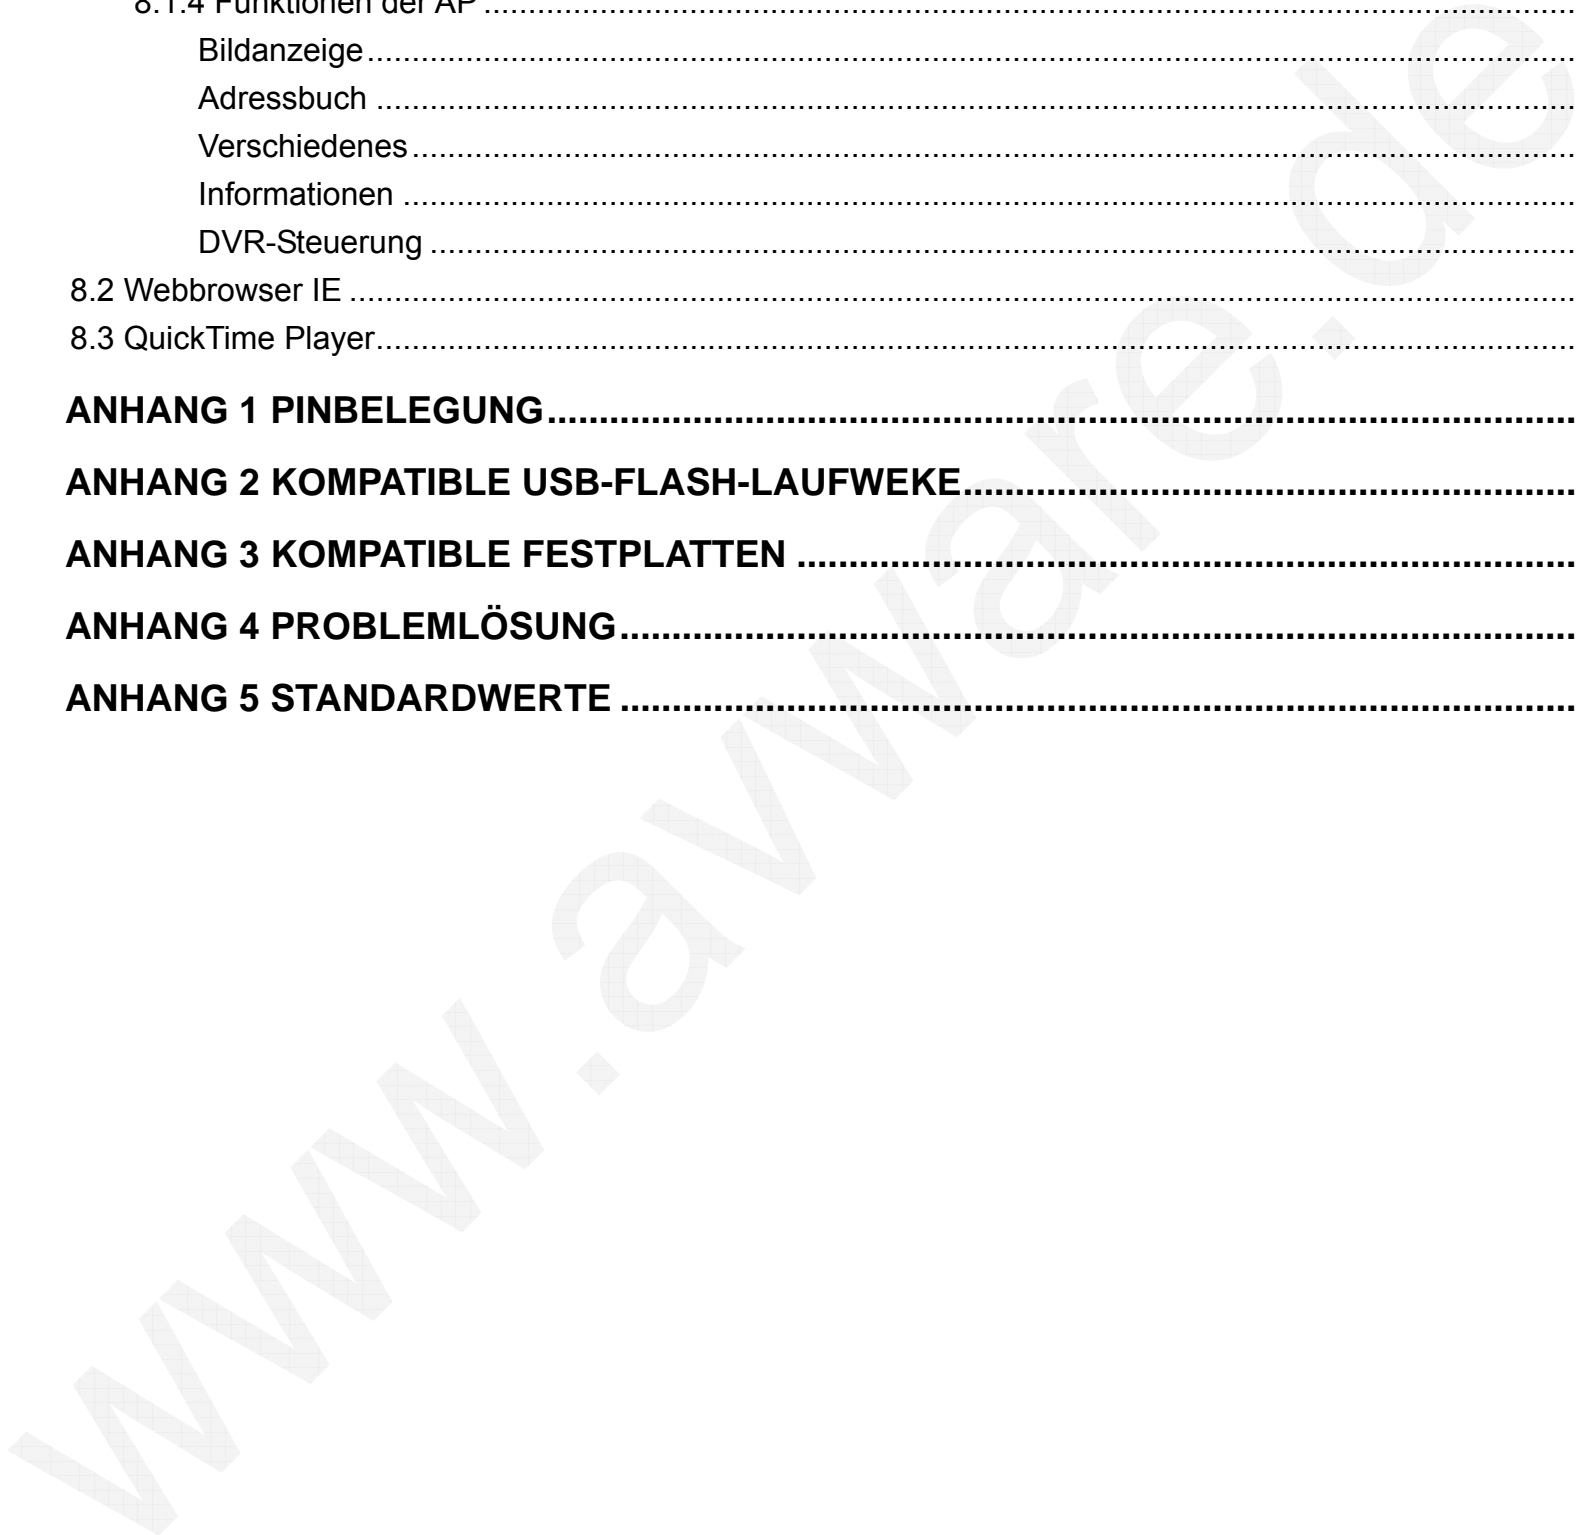 8.1.4 Funktionen der AP ........................................................................................................................
Bildanzeige ........................................................................................................................
Adressbuch ........................................................................................................................
Verschiedenes ........................................................................................................................
Informationen ........................................................................................................................
DVR-Steuerung ........................................................................................................................
8.2 Webbrowser IE ........................................................................................................................
8.3 QuickTime Player ........................................................................................................................
ANHANG 1 PINBELEGUNG ....................................................................................................
ANHANG 2 KOMPATIBLE USB-FLASH-LAUFWEKE ............................................................
ANHANG 3 KOMPATIBLE FESTPLATTEN ...........................................................................
ANHANG 4 PROBLEMLÖSUNG ............................................................................................
ANHANG 5 STANDARDWERTE ............................................................................................
www.avware.de